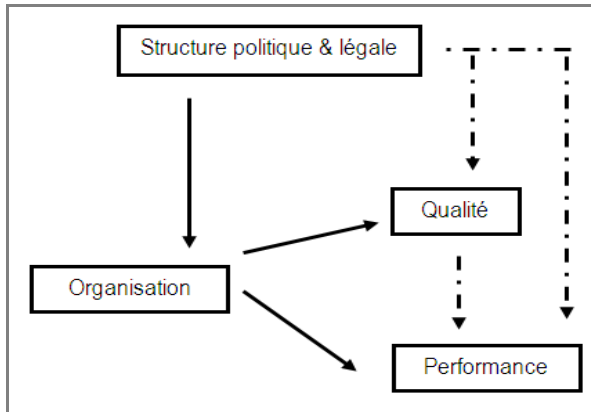 Structure politique & légale
Qualité
Organisation
Performance